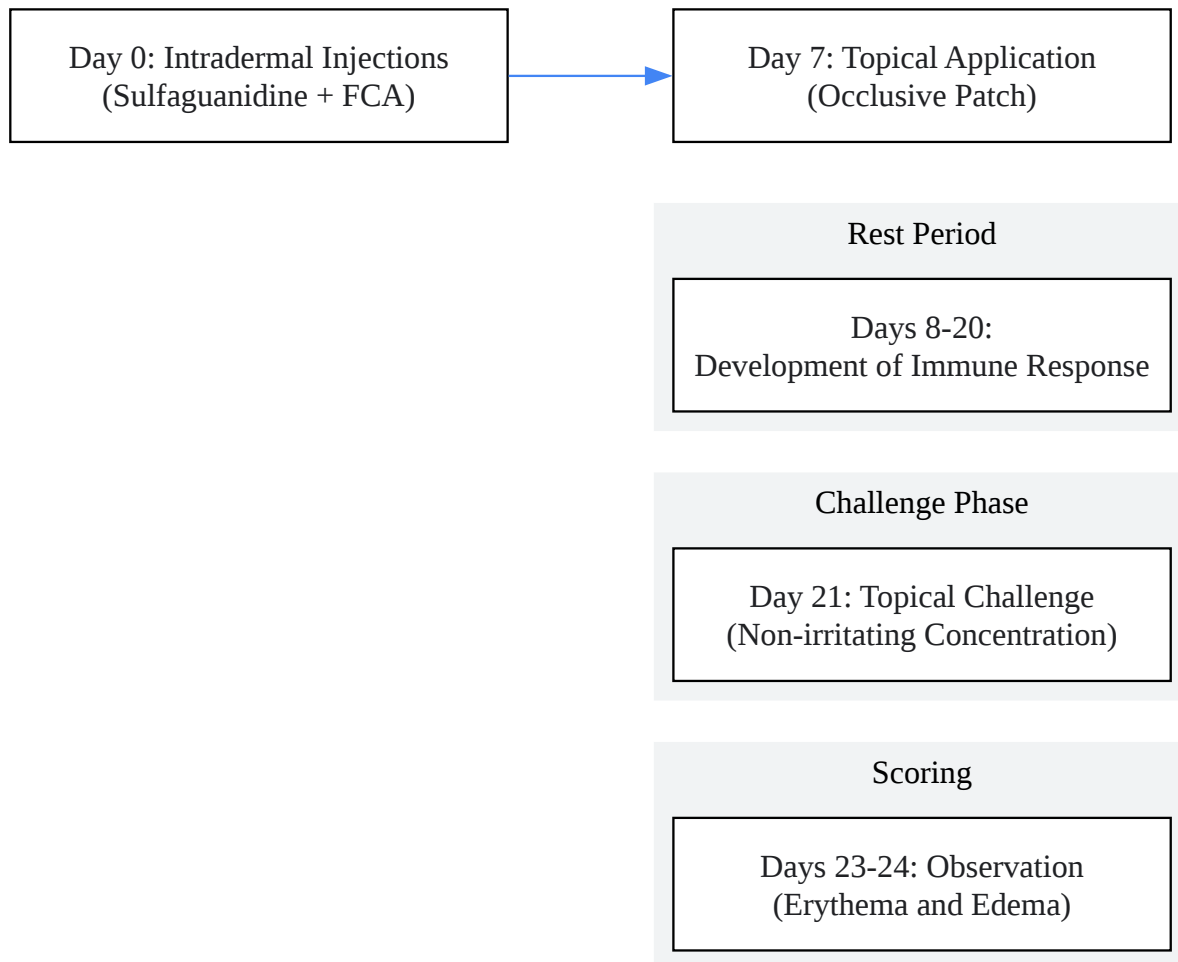 Day 0: Intradermal Injections
(Sulfaguanidine + FCA)
Day 7: Topical Application
(Occlusive Patch)
Rest Period
Days 8-20:
Development of Immune Response
Challenge Phase
Day 21: Topical Challenge
(Non-irritating Concentration)
Scoring
Days 23-24: Observation
(Erythema and Edema)